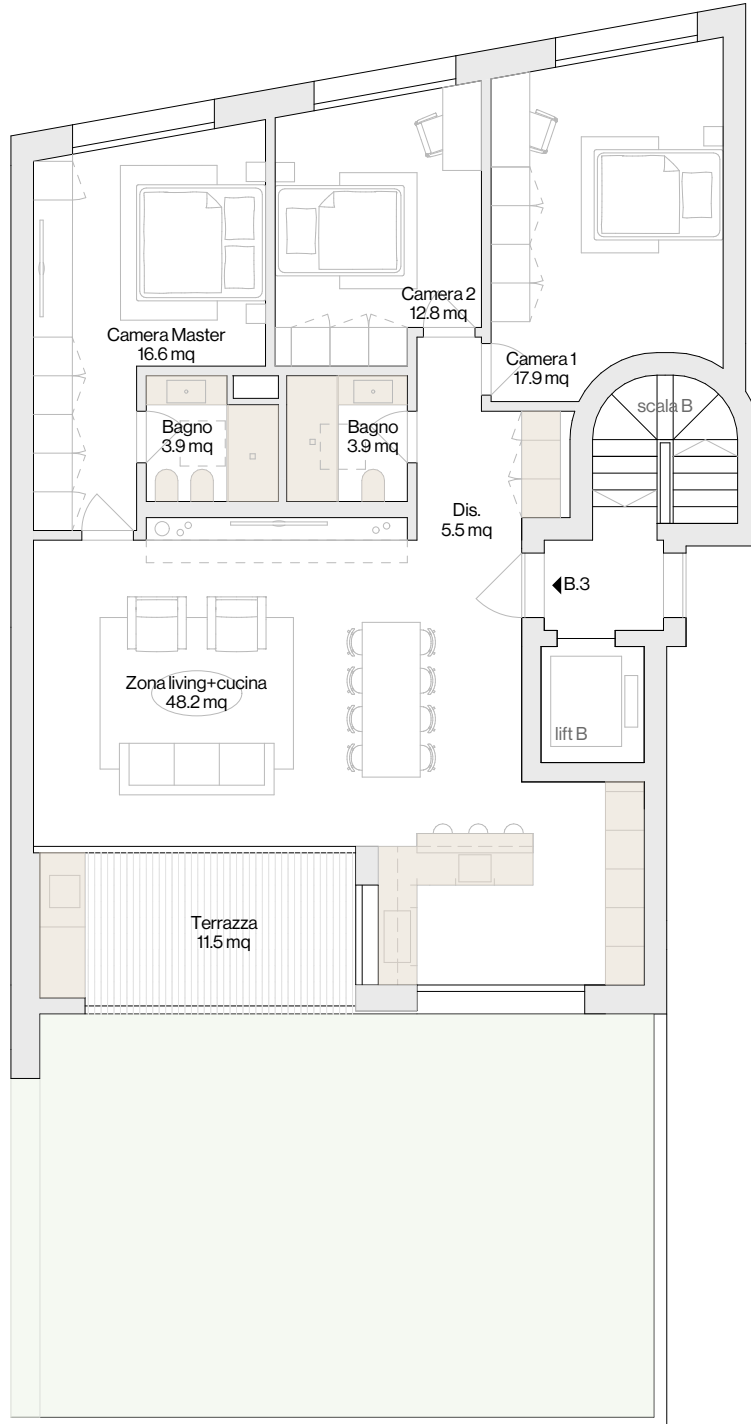 Camera 2
12.8 mq
Camera Master
16.6 mq
Camera 1
17.9 mq
scala B
Bagno
3.9 mq
Bagno
3.9 mq
Dis.
5.5 mq
B.3
Zona living+cucina
48.2 mq
lift B
Terrazza
11.5 mq